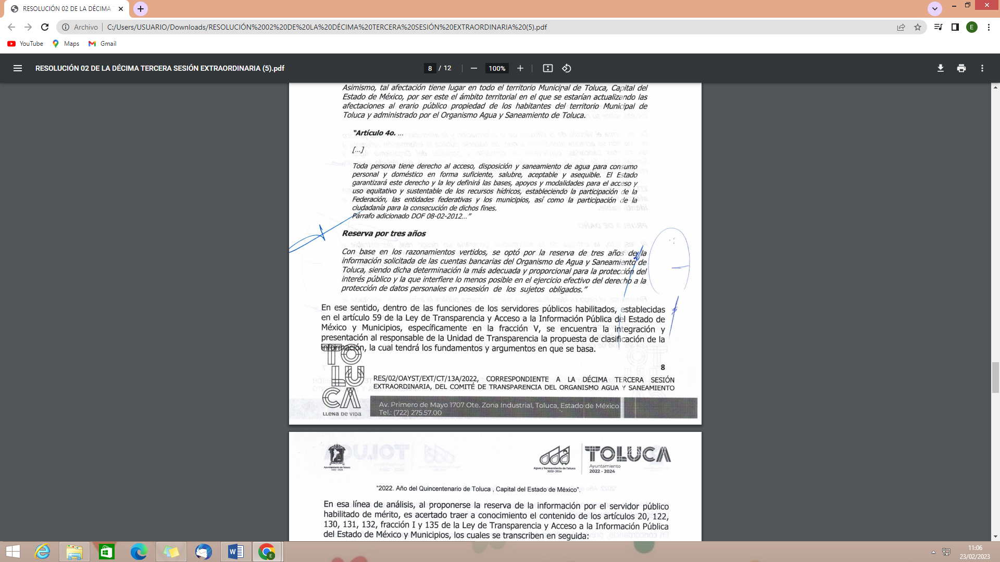 RESOLUCIÓN 02 DE LA DÉCIMA
Archivo
C:/Users/USUARIO/Downloads/RESOLUCIÓN%2002%20DE%20LA%20DÉCIMA%20TERCERA%20SESIÓN%20EXTRAORDINARIA%20(5).pdf
E
YouTube
Maps
Gmail
RESOLUCIÓN 02 DE LA DÉCIMA TERCERA SESIÓN EXTRAORDINARIA (5).pdf
8 / 12
100%
Asimismo, tal afectación tiene lugar en todo el territorio Municipal de Toluca, Capital del
Estado de México, por ser este el ámbito territorial en el que se estarían actualizando las
afectaciones al erario público propiedad de los habitantes del territorio Municipal de
Toluca y administrado por el Organismo Agua y Saneamiento de Toluca.
“Artículo 4o. ...
[...]
Toda persona tiene derecho al acceso, disposición y saneamiento de agua para consumo
personal y doméstico en forma suficiente, salubre, aceptable y asequible. El Estado
garantizará este derecho y la ley definirá las bases, apoyos y modalidades para el acceso y
uso equitativo y sustentable de los recursos hídricos, estableciendo la participación de la
Federación, las entidades federativas y los municipios, así como la participación de la
ciudadanía para la consecución de dichos fines.
Párrafo adicionado DOF 08-02-2012...”
Reserva por tres años
Con base en los razonamientos vertidos, se optó por la reserva de tres años de la
información solicitada de las cuentas bancarias del Organismo de Agua y Saneamiento de
Toluca, siendo dicha determinación la más adecuada y proporcional para la protección del
interés público y la que interfiere lo menos posible en el ejercicio efectivo del derecho a la
protección de datos personales en posesión de los sujetos obligados.”
En ese sentido, dentro de las funciones de los servidores públicos habilitados, establecidas
en el artículo 59 de la Ley de Transparencia y Acceso a la Información Pública del Estado de
México y Municipios, específicamente en la fracción V, se encuentra la integración y
presentación al responsable de la Unidad de Transparencia la propuesta de clasificación de la
información, la cual tendrá los fundamentos y argumentos en que se basa.
8
TO
LU
CA
LLENA DE VIDA
RES/02/OAYST/EXT/CT/13A/2022, CORRESPONDIENTE A LA DÉCIMA TERCERA SESIÓN
EXTRAORDINARIA, DEL COMITÉ DE TRANSPARENCIA DEL ORGANISMO AGUA Y SANEAMIENTO
Av. Primero de Mayo 1707 Ote. Zona Industrial, Toluca, Estado de México
Tel.: (722) 275.57.00
Ayuntamiento de Toluca
2022 -2024
Agua y Saneamiento de Toluca
2022-2024
TOLUCA
Ayuntamiento
2022 - 2024
“2022. Año del Quincentenario de Toluca , Capital del Estado de México”.
En esa línea de análisis, al proponerse la reserva de la información por el servidor público
habilitado de mérito, es acertado traer a conocimiento el contenido de los artículos 20, 122,
130, 131, 132, fracción I y 135 de la Ley de Transparencia y Acceso a la Información Pública
del Estado de México y Municipios, los cuales se transcriben en seguida:
11:06
23/02/2023